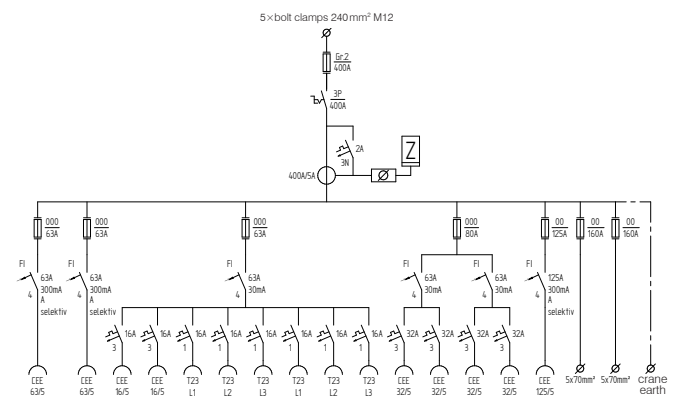 5×bolt clamps 240mm² M12
Gr.2
400A
3P
400A
2A
3N
Z
400A/5A
000 000 000 000 00 00 00
63A 63A 63A 80A 125A 160A 160A
FI FI FI FI FI FI
63A 63A 63A 63A 63A 125A
4 300mA 4 300mA 4 30mA 4 30mA 4 30mA 4 300mA
A A A
selektiv selektiv selektiv
16A 16A 16A 16A 16A 16A 16A 16A 32A 32A 32A 32A
3 3 1 1 1 1 1 1 3 3 3 3
CEE CEE CEE CEE T23 T23 T23 T23 T23 T23 CEE CEE CEE CEE CEE 5x70mm² 5x70mm² crane
63/5 63/5 16/5 16/5 L1 L2 L3 L1 L2 L3 32/5 32/5 32/5 32/5 125/5 earth